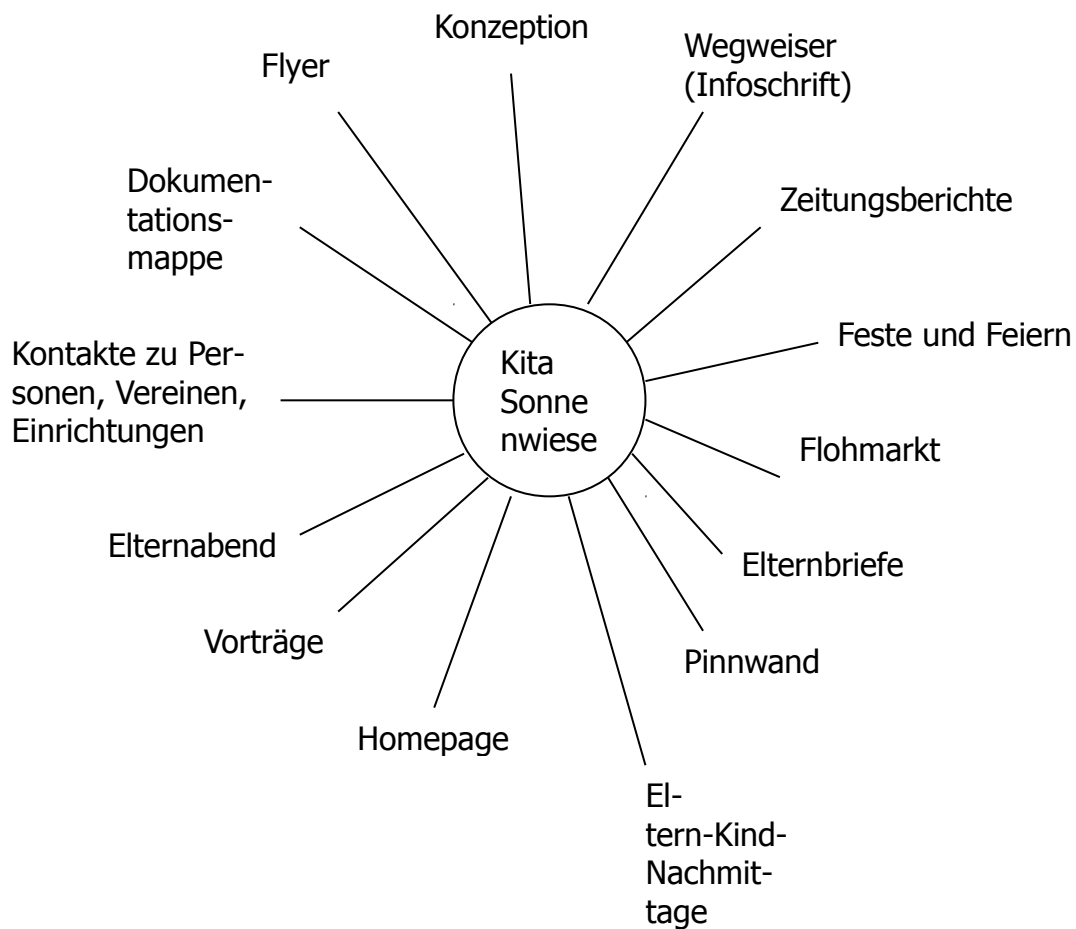 Konzeption
Flyer
Wegweiser
(Infoschrift)
Dokumen-
tations-
mappe
Zeitungsberichte
Kontakte zu Per-
sonen, Vereinen,
Einrichtungen
Kita
Sonne
nwiese
Feste und Feiern
Flohmarkt
Elternabend
Elternbriefe
Vorträge
Pinnwand
Homepage
El-
tern-Kind-
Nachmit-
tage